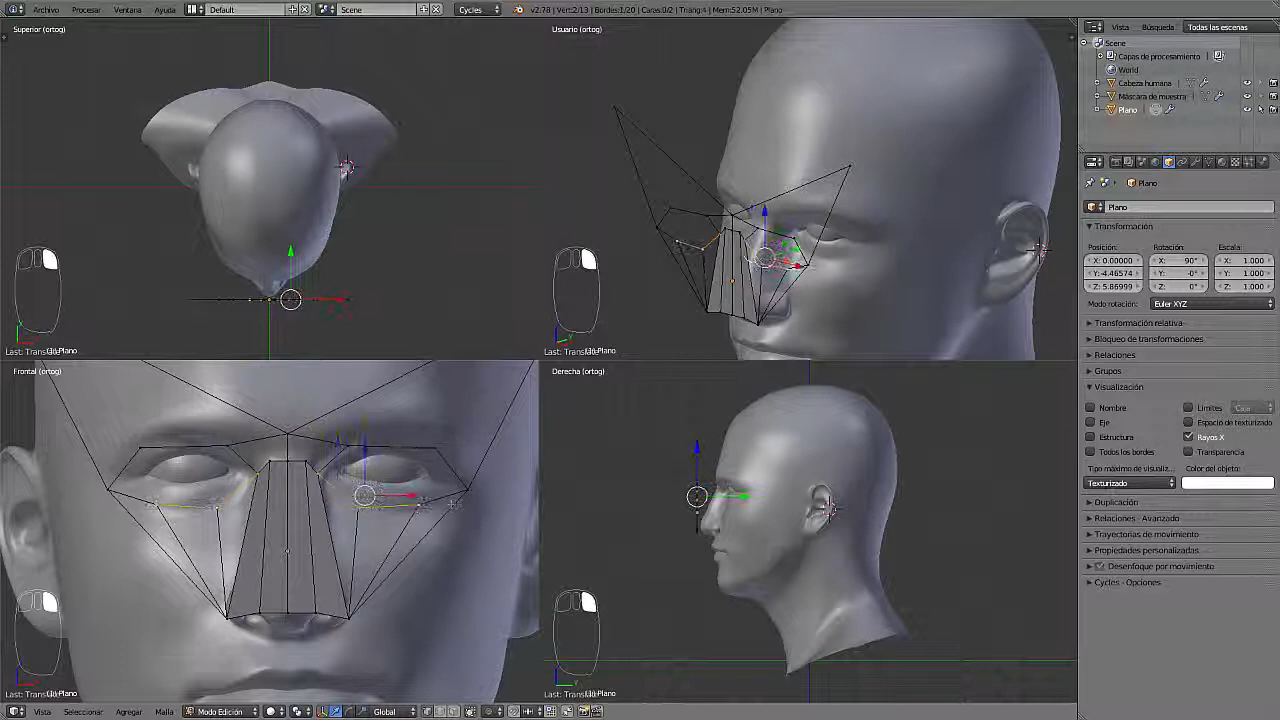 Archivo Procesar Ventana Ayuda Default Scene Cycles v2.78 | Vert:2/13 | Bordes:1/20 | Caras:0/2 | Triang:4 | Mem:52.05M | Plano
Superior (ortog)
Usuario (ortog)
Vista Búsqueda Todas las escenas
Scene
Capas de procesamiento
World
Cabeza humana
Máscara de muestra
Plano
Plano
Plano
Transformación
Posición: Rotación: Escala:
X: 0.00000 X: 90° X: 1.000
Y: -4.46574 Y: -0° Y: 1.000
Z: 5.86999 Z: 0° Z: 1.000
Modo rotación: Euler XYZ
Transformación relativa
Bloqueo de transformaciones
Relaciones
Grupos
Visualización
Nombre Límites Caja
Eje Espacio de texturizado
Estructura Rayos X
Todos los bordes Transparencia
Tipo máximo de visualiz... Color del objeto:
Texturizado
Duplicación
Relaciones - Avanzado
Trayectorias de movimiento
Propiedades personalizadas
Desenfoque por movimiento
Cycles - Opciones
Plano
Plano
Frontal (ortog)
Derecha (ortog)
Plano
Plano
Vista Seleccionar Agregar Malla Modo Edición Global